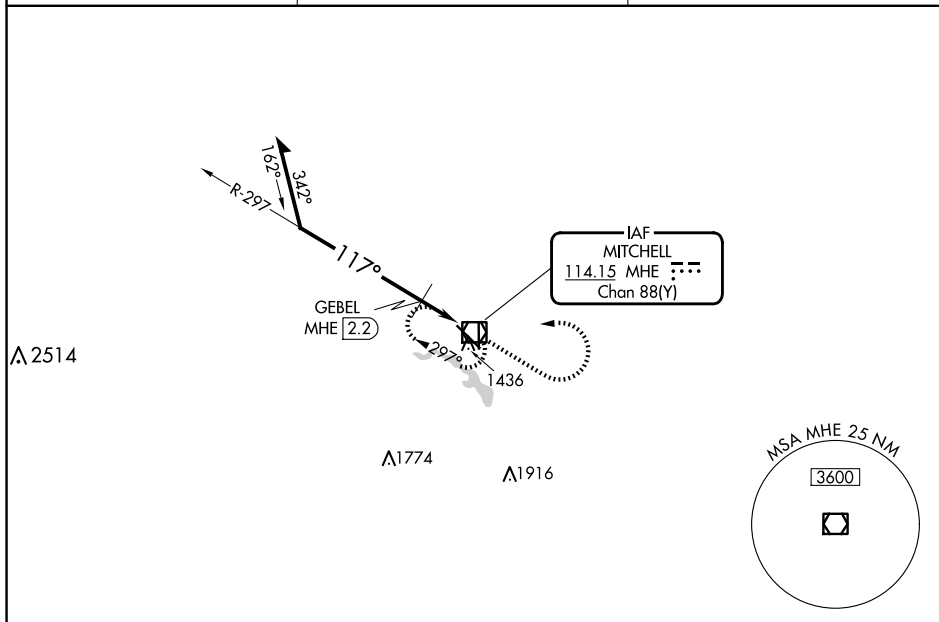 162°
342°
R-297
117°
IAF
MITCHELL
114.15 MHE
Chan 88(Y)
GEBEL
MHE 2.2
297°
2514
1436
1774
1916
MSA MHE 25 NM
3600